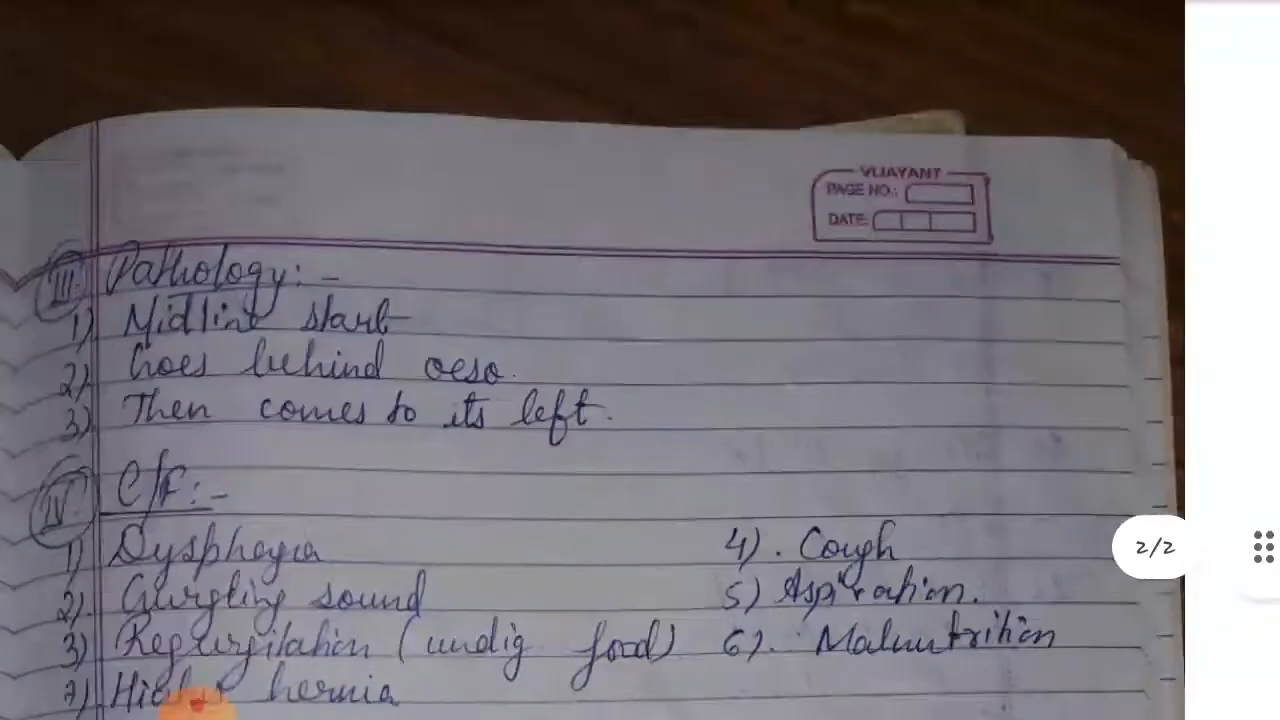 VIJAYANT
PAGE NO.:
DATE:
III. Pathology: -
1) Midline start
2) Goes behind oeso.
3) Then comes to its left.
IV. C/F: -
1) Dysphagia
2) Gurgling sound
3) Regurgitation (undig food)
7) Hiatus hernia
4). Cough
5) Aspiration.
6). Malnutrition
2/2